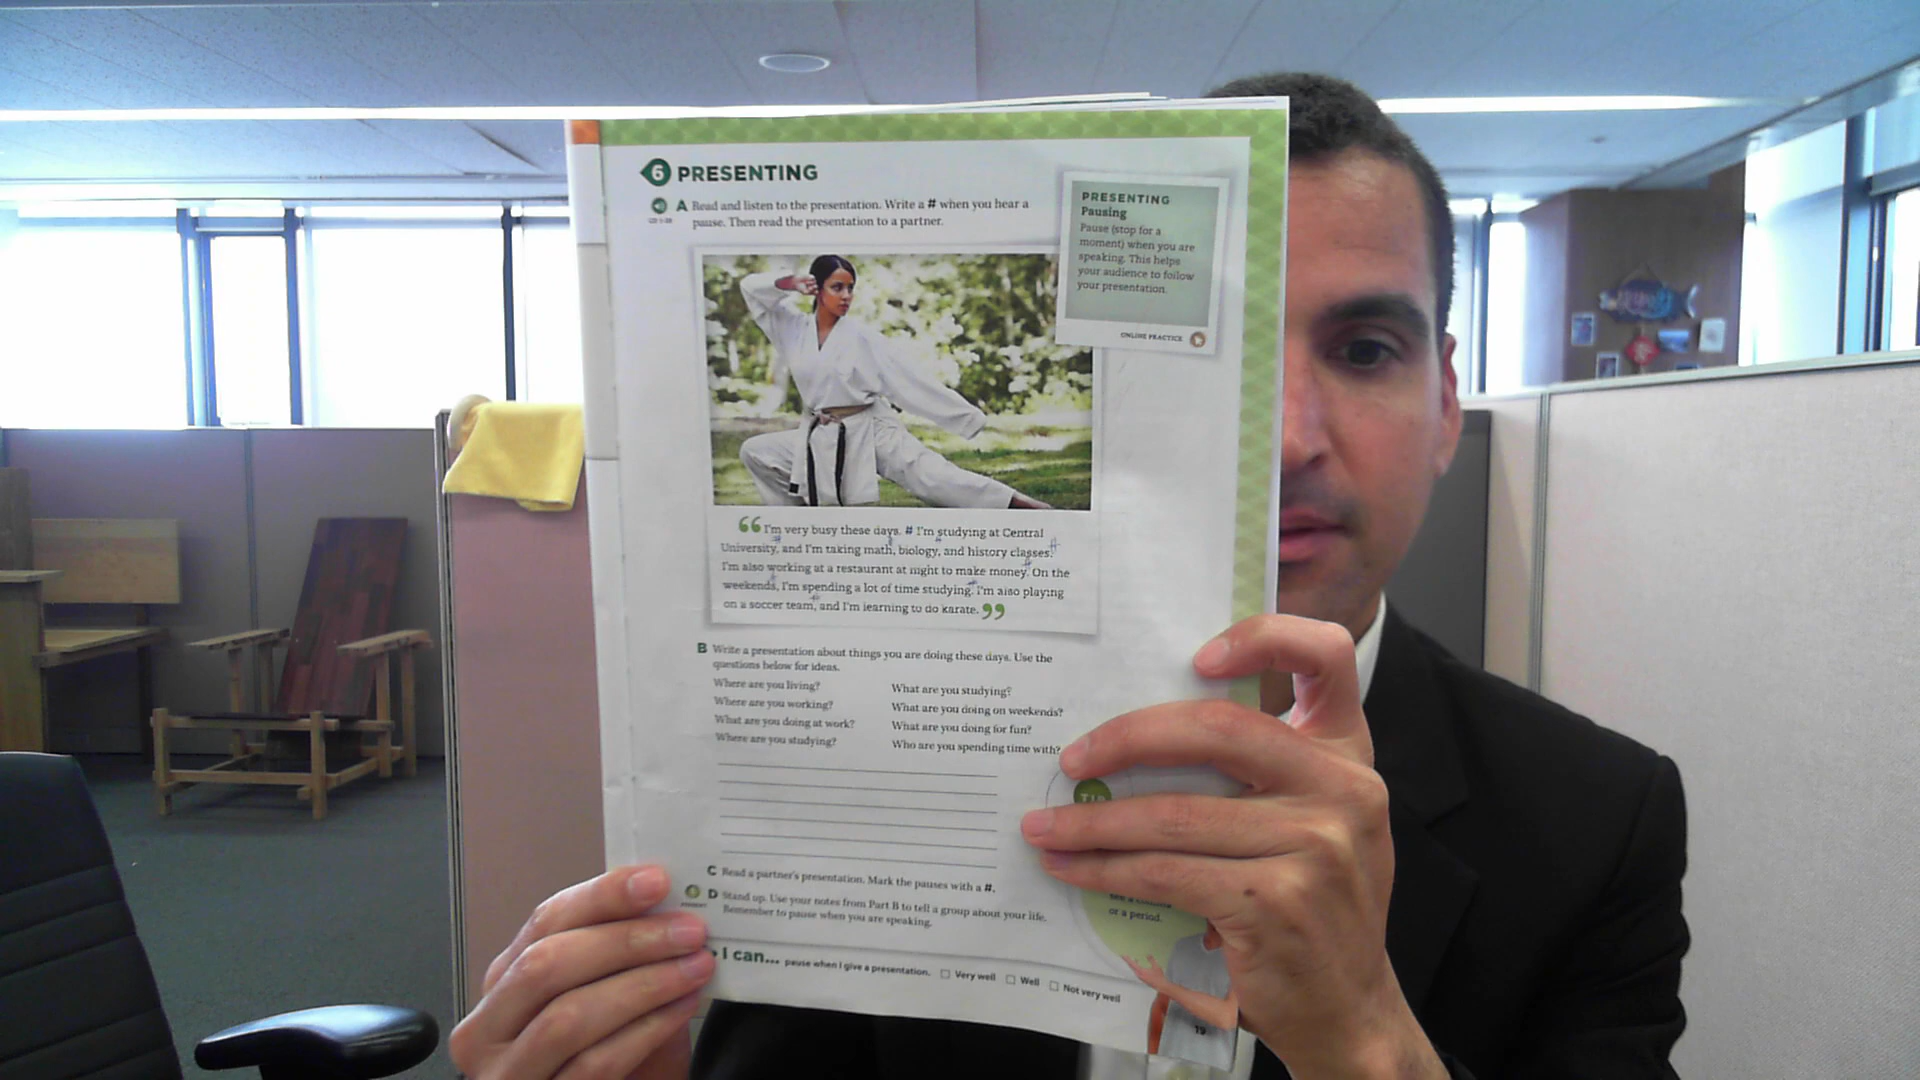 6 PRESENTING
A Read and listen to the presentation. Write a # when you hear a
pause. Then read the presentation to a partner.
PRESENTING
Pausing
Pause (stop for a
moment) when you are
speaking. This helps
your audience to follow
your presentation.
ONLINE PRACTICE
“I'm very busy these days. # I'm studying at Central
University, and I'm taking math, biology, and history classes. #
I'm also working at a restaurant at night to make money. On the
weekends, I'm spending a lot of time studying. I'm also playing
on a soccer team, and I'm learning to do karate.”
B Write a presentation about things you are doing these days. Use the
questions below for ideas.
Where are you living?
Where are you working?
What are you doing at work?
Where are you studying?
What are you studying?
What are you doing on weekends?
What are you doing for fun?
Who are you spending time with?
TIP
or a period.
C Read a partner's presentation. Mark the pauses with a #.
D Stand up. Use your notes from Part B to tell a group about your life.
Remember to pause when you are speaking.
I can... pause when I give a presentation. Very well Well Not very well
19